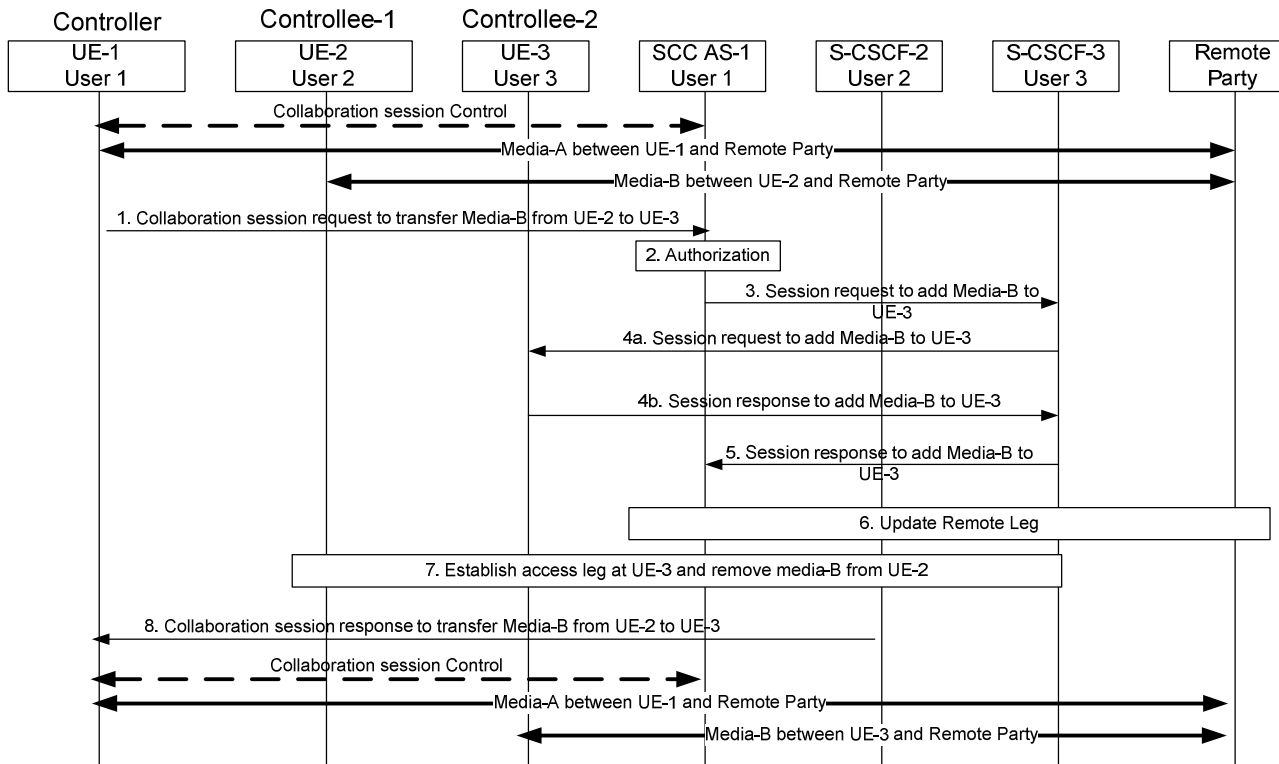 Controller
Controllee-1
Controllee-2
UE-1
User 1
UE-2
User 2
UE-3
User 3
SCC AS-1
User 1
S-CSCF-2
User 2
S-CSCF-3
User 3
Remote
Party
Collaboration session Control
Media-A between UE-1 and Remote Party
Media-B between UE-2 and Remote Party
1. Collaboration session request to transfer Media-B from UE-2 to UE-3
2. Authorization
3. Session request to add Media-B to
UE-3
4a. Session request to add Media-B to UE-3
4b. Session response to add Media-B to UE-3
5. Session response to add Media-B to
UE-3
6. Update Remote Leg
7. Establish access leg at UE-3 and remove media-B from UE-2
8. Collaboration session response to transfer Media-B from UE-2 to UE-3
Collaboration session Control
Media-A between UE-1 and Remote Party
Media-B between UE-3 and Remote Party